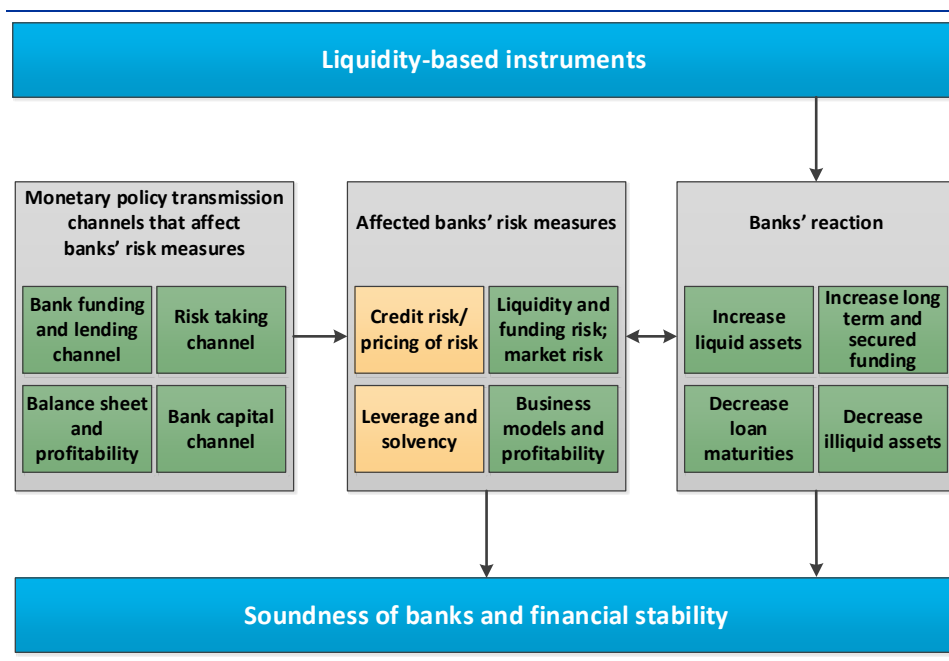 Liquidity-based instruments
Monetary policy transmission
channels that affect
banks' risk measures
Bank funding
and lending
channel
Risk taking
channel
Balance sheet
and
profitability
Bank capital
channel
Affected banks' risk measures
Credit risk/
pricing of risk
Liquidity and
funding risk;
market risk
Leverage and
solvency
Business
models and
profitability
Banks' reaction
Increase
liquid assets
Increase long
term and
secured
funding
Decrease
loan
maturities
Decrease
illiquid assets
Soundness of banks and financial stability